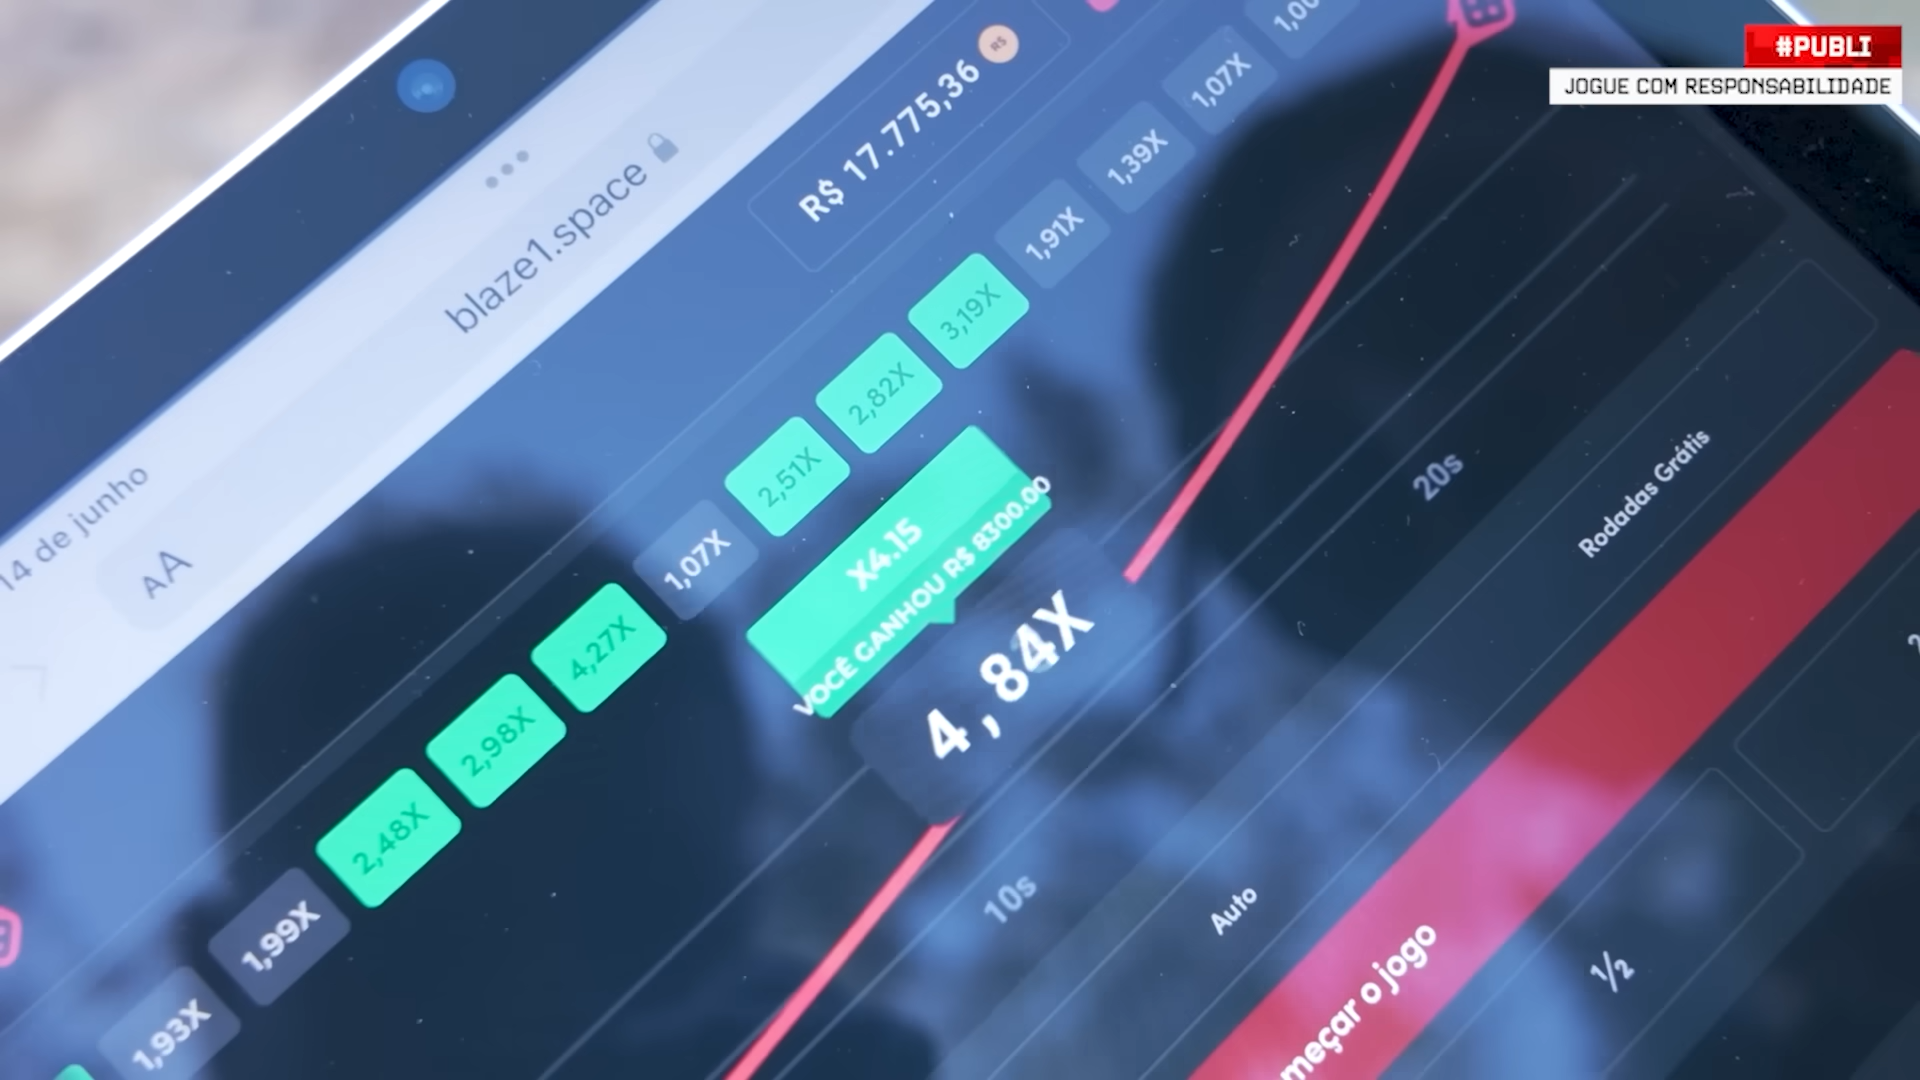 #PUBLI
JOGUE COM RESPONSABILIDADE
14 de junho
AA
blaze1.space
R$ 17.775,36
R$
1,93X
1,99X
2,48X
2,98X
4,27X
1,07X
2,51X
2,82X
3,19X
1,91X
1,39X
1,07X
X4.15
VOCÊ GANHOU R$ 8300.00
4,84X
10s
20s
Auto
Rodadas Grátis
meçar o jogo
1/2